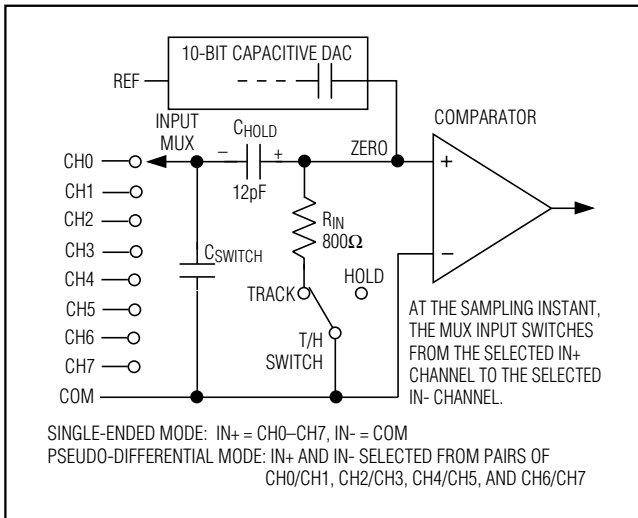 10-BIT CAPACITIVE DAC
REF
COMPARATOR
INPUT
MUX
C_HOLD
ZERO
− +
12pF
+
−
CH0
CH1
CH2
CH3
CH4
CH5
CH6
CH7
COM
C_SWITCH
R_IN
800Ω
HOLD
TRACK
T/H
SWITCH
AT THE SAMPLING INSTANT,
THE MUX INPUT SWITCHES
FROM THE SELECTED IN+
CHANNEL TO THE SELECTED
IN- CHANNEL.
SINGLE-ENDED MODE: IN+ = CH0–CH7, IN- = COM
PSEUDO-DIFFERENTIAL MODE: IN+ AND IN- SELECTED FROM PAIRS OF
CH0/CH1, CH2/CH3, CH4/CH5, AND CH6/CH7